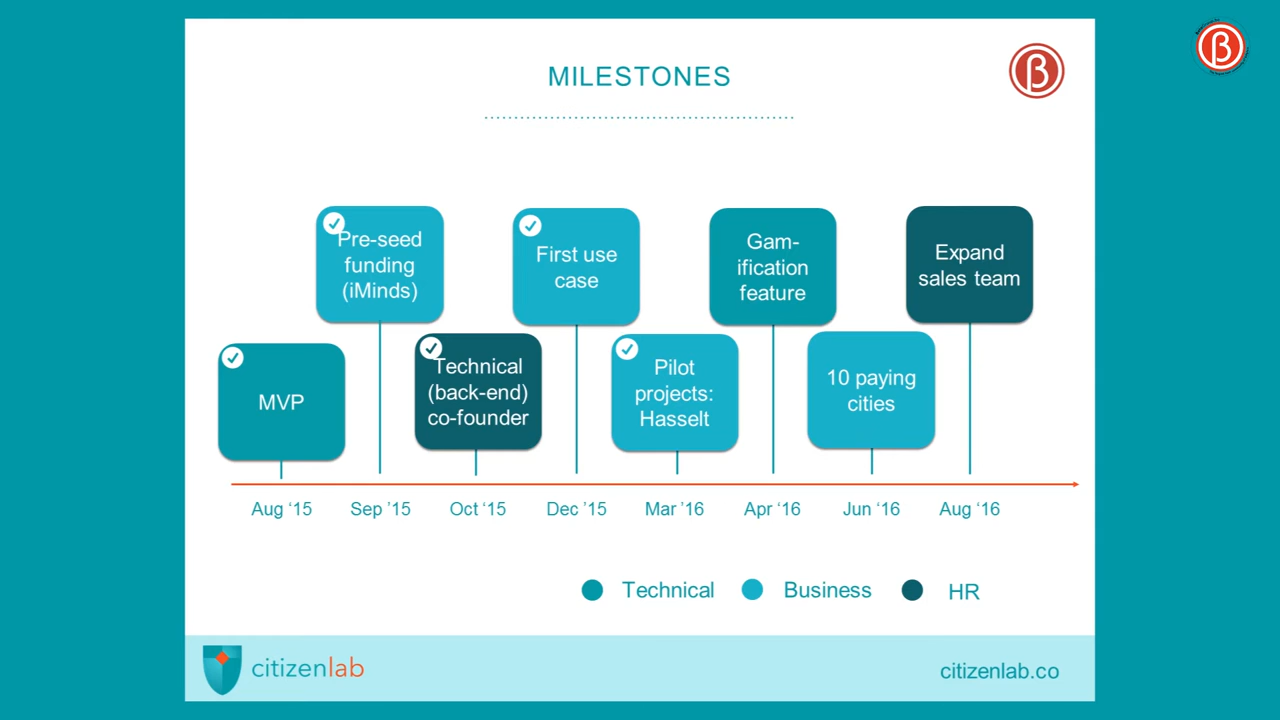 MILESTONES
β
β
Pre-seed
funding
(iMinds)
First use
case
Gam-
ification
feature
Expand
sales team
MVP
Technical
(back-end)
co-founder
Pilot
projects:
Hasselt
10 paying
cities
Aug ‘15
Sep ’15
Oct ‘15
Dec ’15
Mar ’16
Apr ‘16
Jun ‘16
Aug ‘16
Technical
Business
HR
citizenlab
citizenlab.co